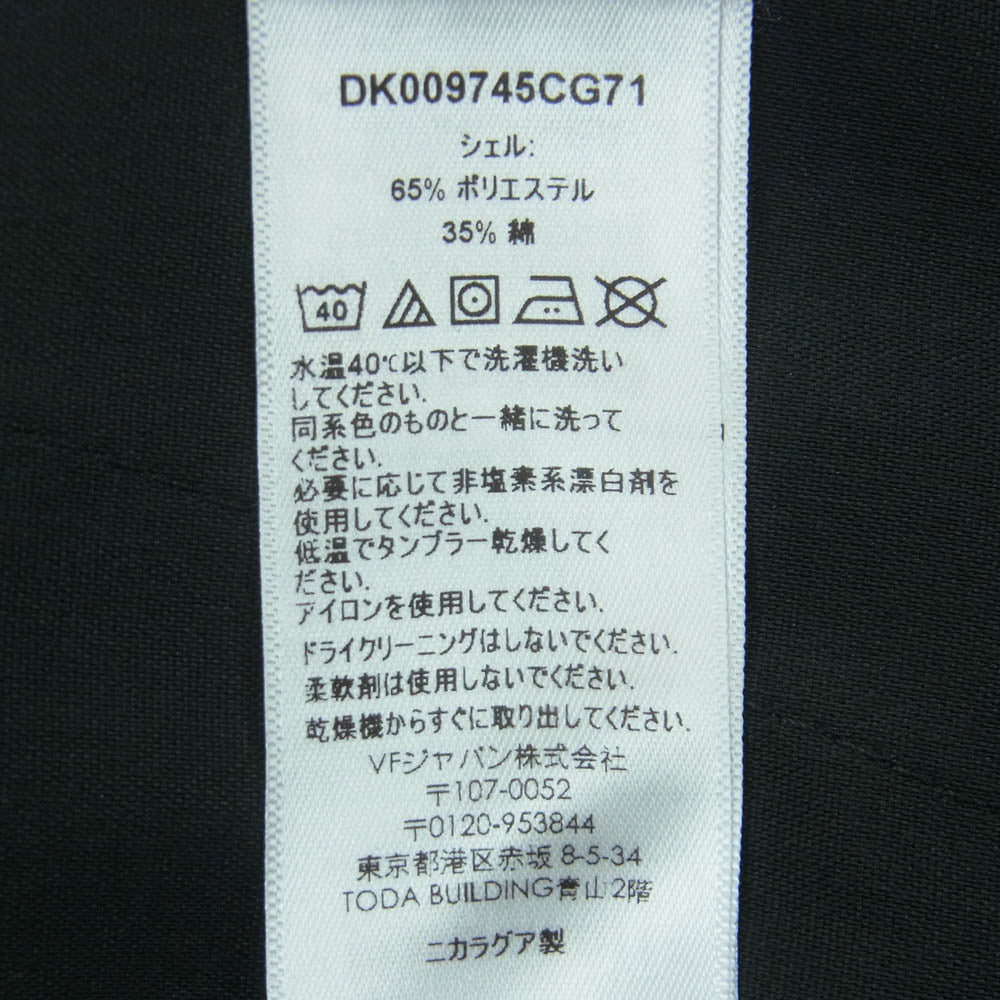 DK009745CG71
シェル:
65% ポリエステル
35% 綿
40
水温40℃以下で洗濯機洗い
してください.
同系色のものと一緒に洗って
ください.
必要に応じて非塩素系漂白剤を
使用してください.
低温でタンブラー乾燥してく
ださい.
アイロンを使用してください.
ドライクリーニングはしないでください.
柔軟剤は使用しないでください.
乾燥機からすぐに取り出してください.
VFジャパン株式会社
〒107-0052
〒0120-953844
東京都港区赤坂 8-5-34
TODA BUILDING青山2階
ニカラグア製